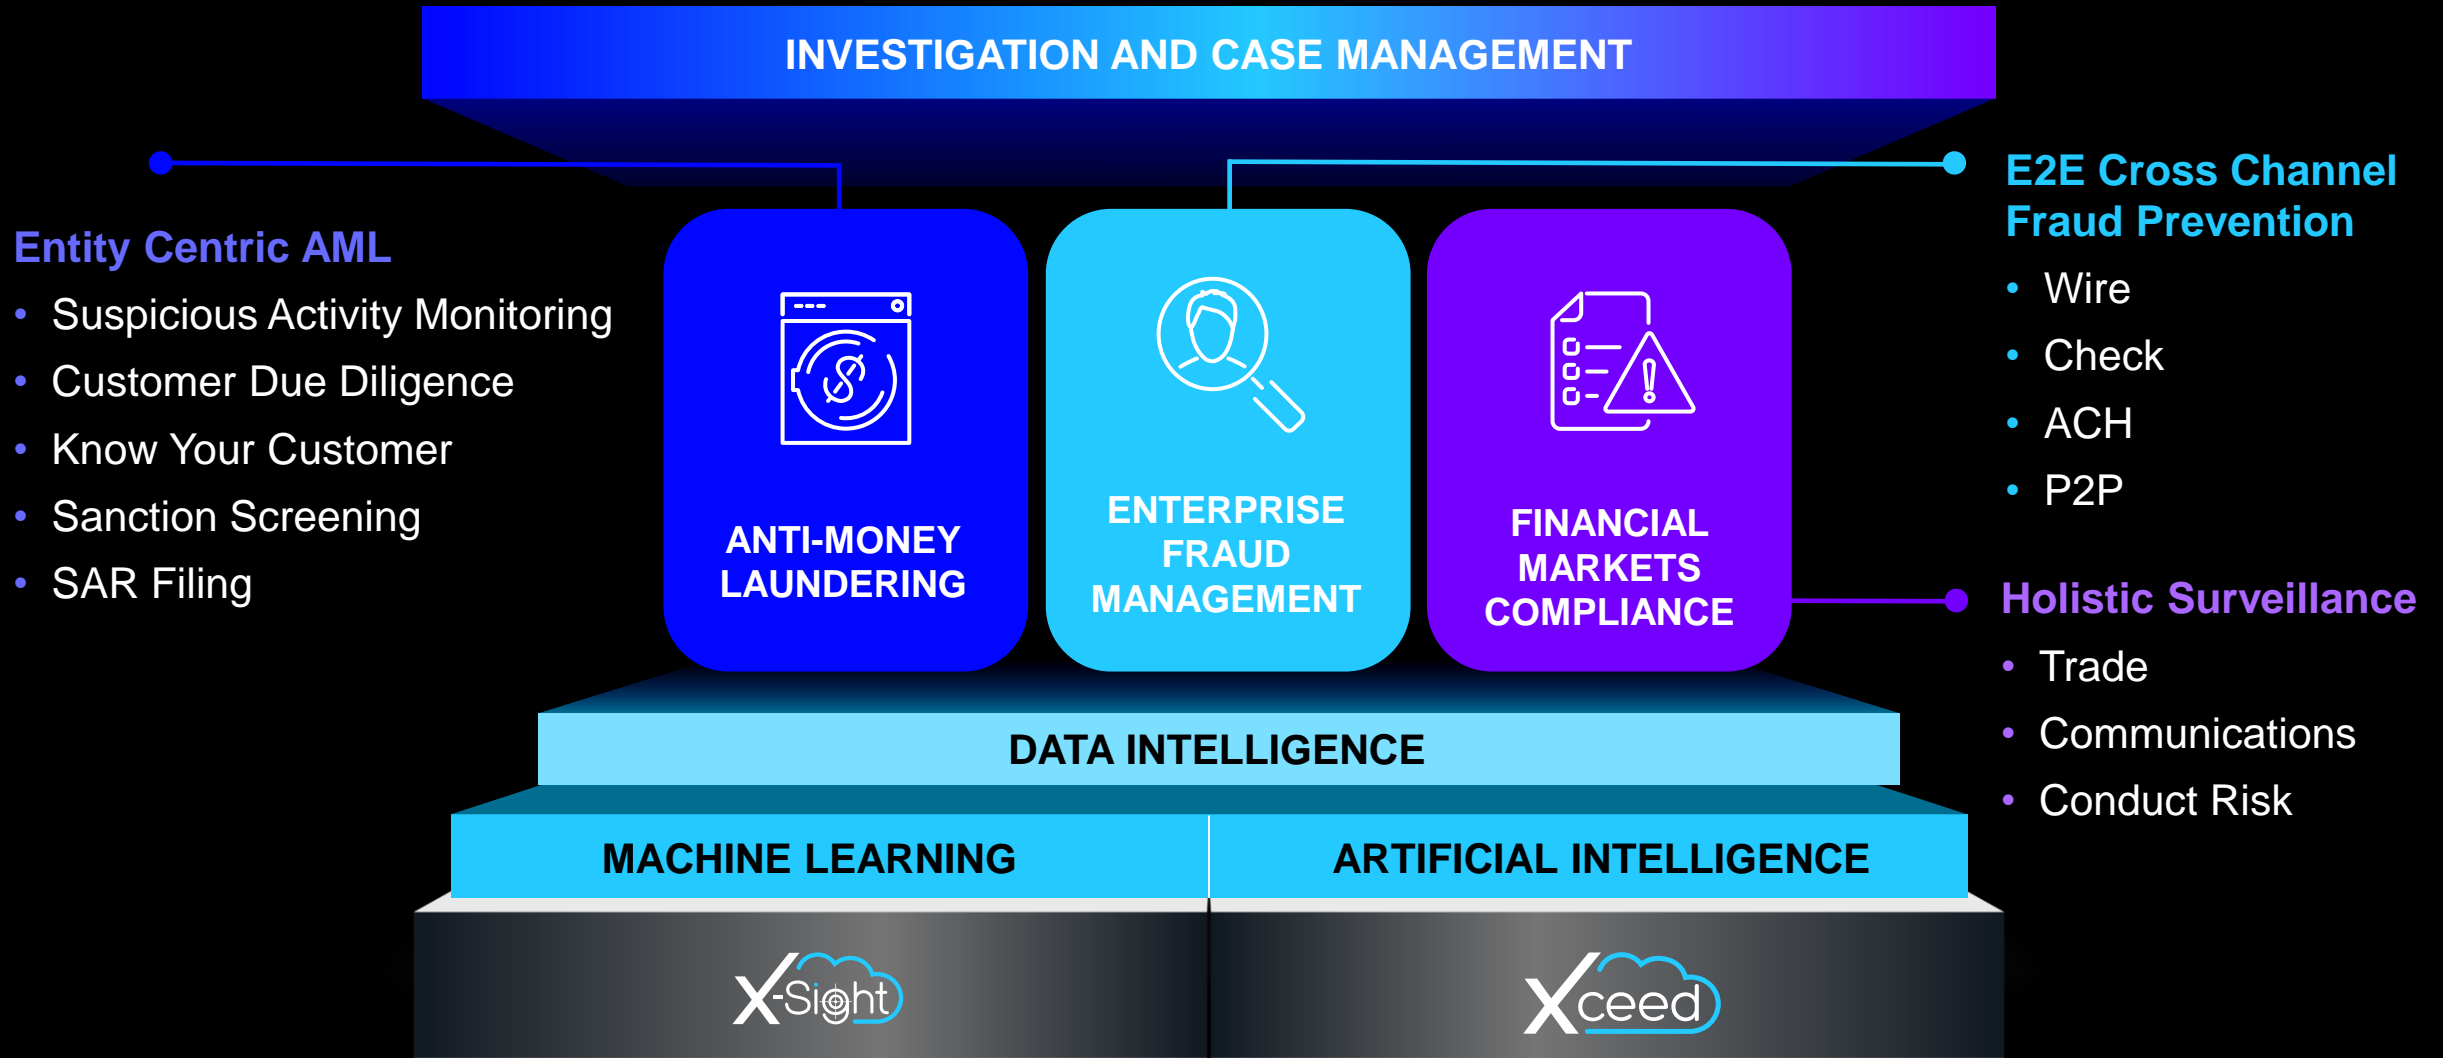 INVESTIGATION AND CASE MANAGEMENT
Entity Centric AML
• Suspicious Activity Monitoring
• Customer Due Diligence
• Know Your Customer
• Sanction Screening
• SAR Filing
ANTI-MONEY
LAUNDERING
ENTERPRISE
FRAUD
MANAGEMENT
FINANCIAL
MARKETS
COMPLIANCE
E2E Cross Channel
Fraud Prevention
• Wire
• Check
• ACH
• P2P
Holistic Surveillance
• Trade
• Communications
• Conduct Risk
DATA INTELLIGENCE
MACHINE LEARNING
ARTIFICIAL INTELLIGENCE
X-Sight
Xceed